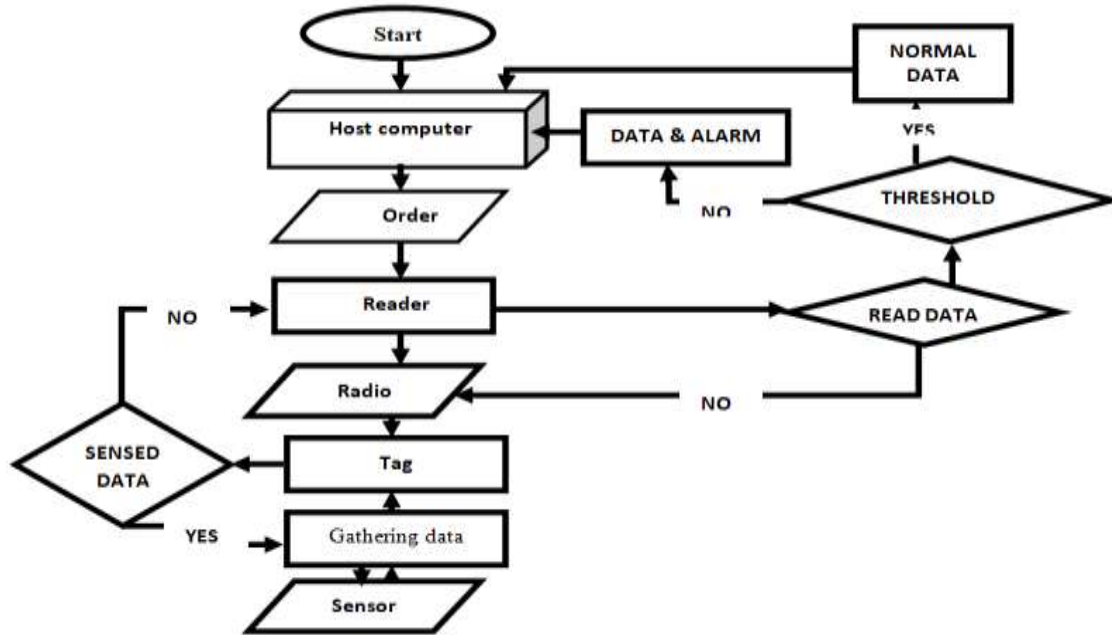 Start
NORMAL
DATA
Host computer
DATA & ALARM
YES
THRESHOLD
NO
Order
Reader
NO
READ DATA
Radio
NO
SENSED
DATA
Tag
YES
Gathering data
Sensor